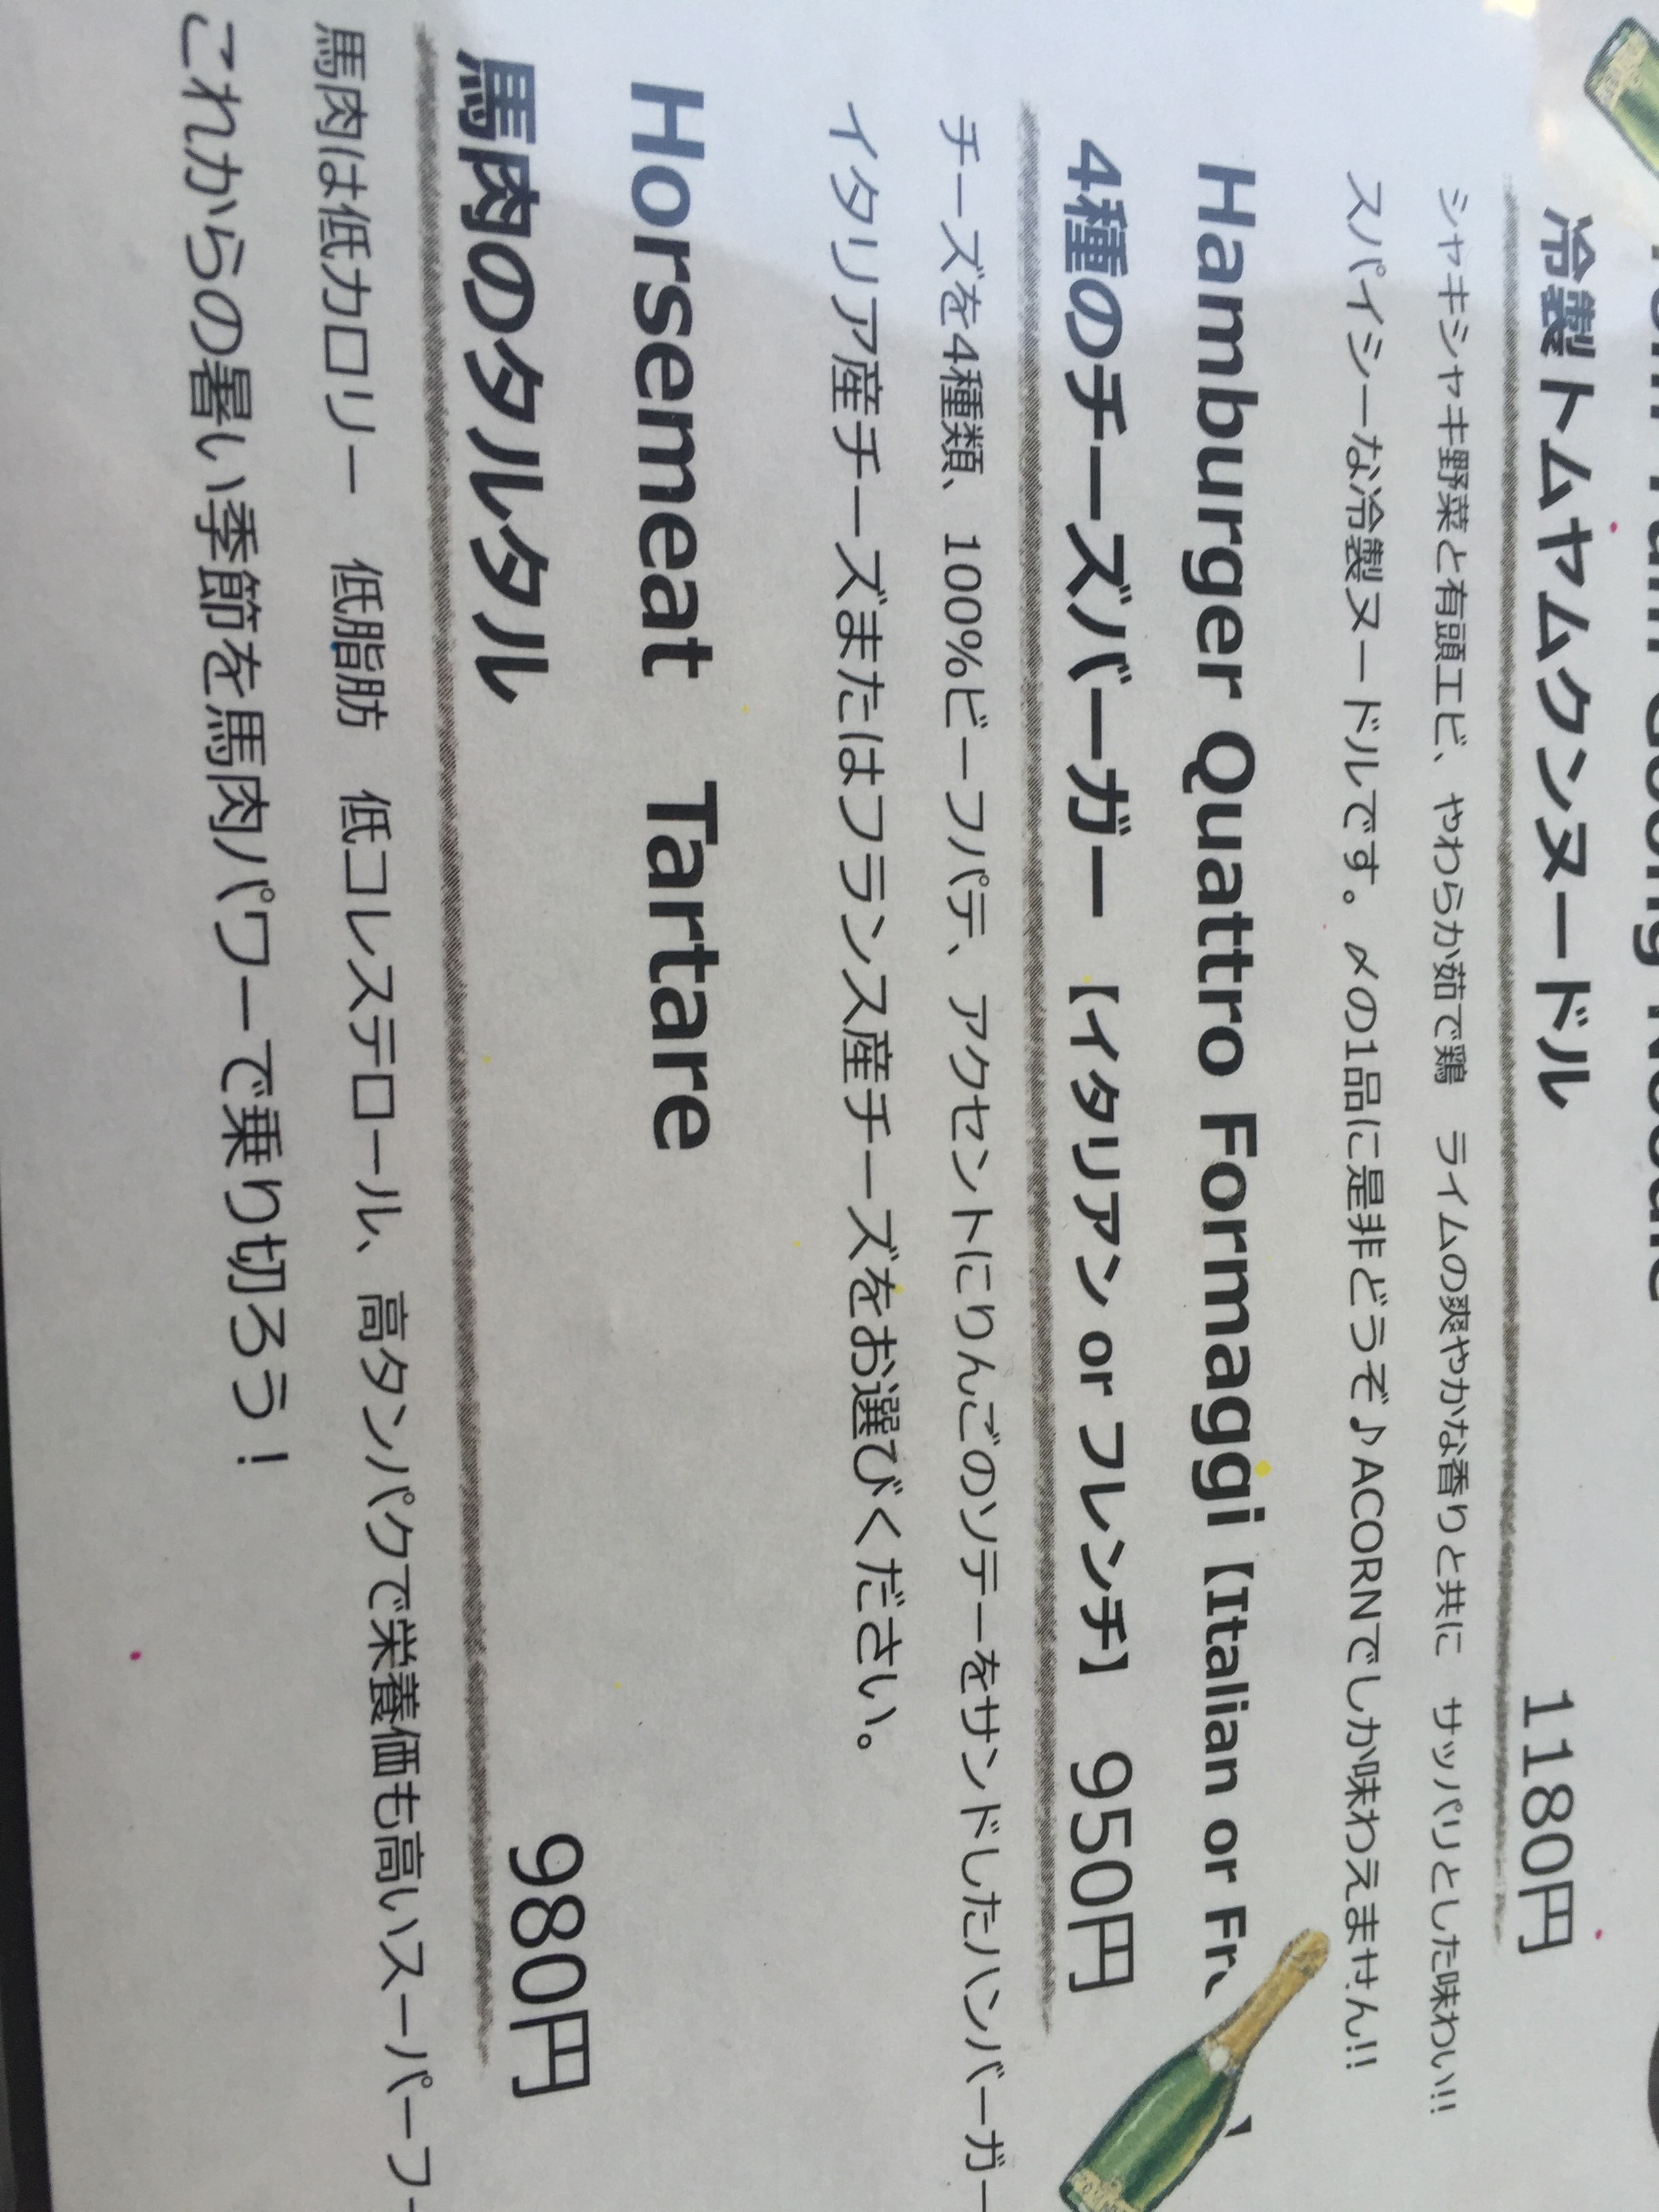 冷製トムヤムクンヌードル 1180円
シャキシャキ野菜と有頭エビ、やわらか茹で鶏 ライムの爽やかな香りと共に サッパリとした味わい!!
スパイシーな冷製ヌードルです。〆の1品に是非どうぞ♪ACORNでしか味わえません!!
Hamburger Quattro Formaggi【Italian or
4種のチーズバーガー【イタリアン or フレンチ】 950円
チーズを4種類、100%ビーフパテ、アクセントにりんごのソテーをサンドしたハンバーガー
イタリア産チーズまたはフランス産チーズをお選びください。
Horsemeat Tartare
馬肉のタルタル 980円
馬肉は低カロリー 低脂肪 低コレステロール、高タンパクで栄養価も高いスーパーフー
これからの暑い季節を馬肉パワーで乗り切ろう！